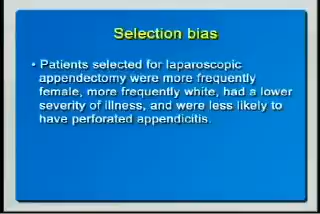 Selection bias
• Patients selected for laparoscopic
appendectomy were more frequently
female, more frequently white, had a lower
severity of illness, and were less likely to
have perforated appendicitis.